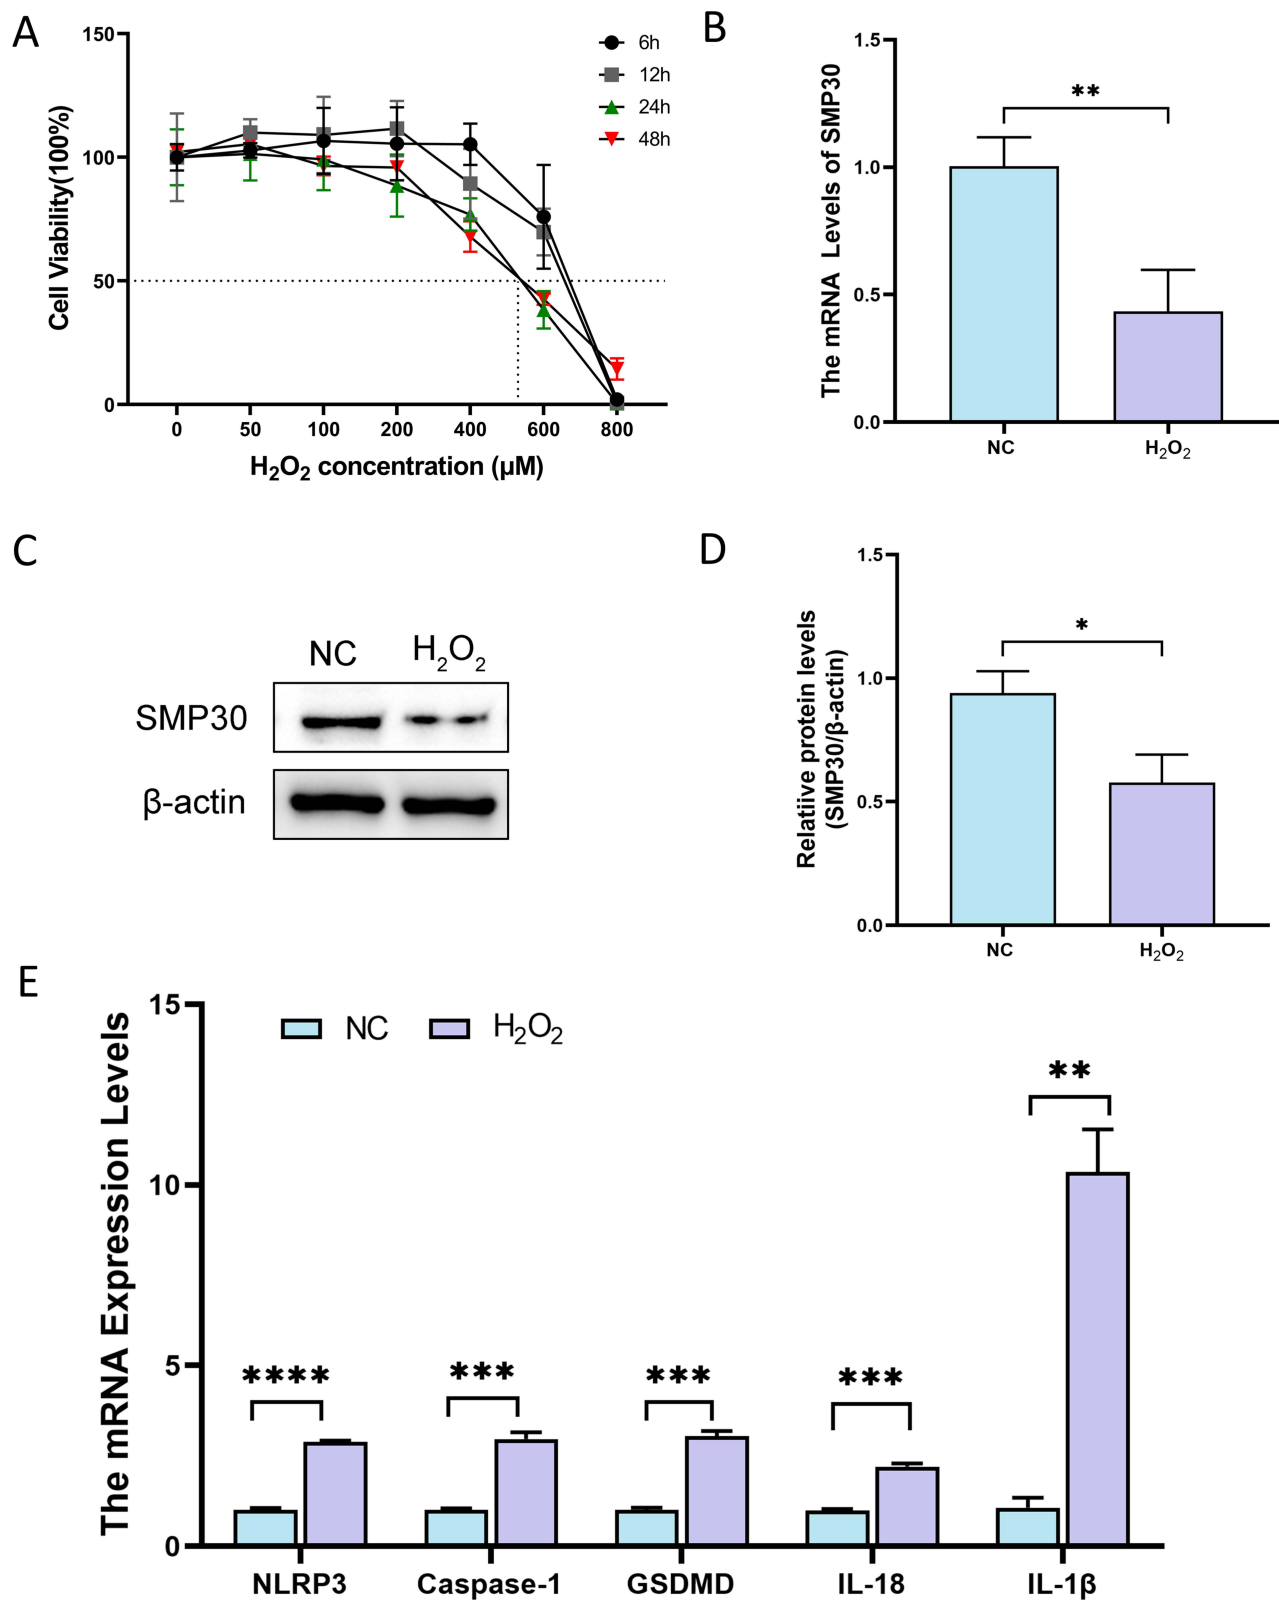 A
150
100
50
0
Cell Viability(100%)
6h
12h
24h
48h
0 50 100 200 400 600 800
H₂O₂ concentration (μM)
B
1.5
1.0
0.5
0.0
The mRNA Levels of SMP30
**
NC H₂O₂
C
NC H₂O₂
SMP30
β-actin
D
1.5
1.0
0.5
0.0
Relative protein levels
(SMP30/β-actin)
*
NC H₂O₂
E
15
10
5
0
The mRNA Expression Levels
NC H₂O₂
**** *** *** *** **
NLRP3 Caspase-1 GSDMD IL-18 IL-1β